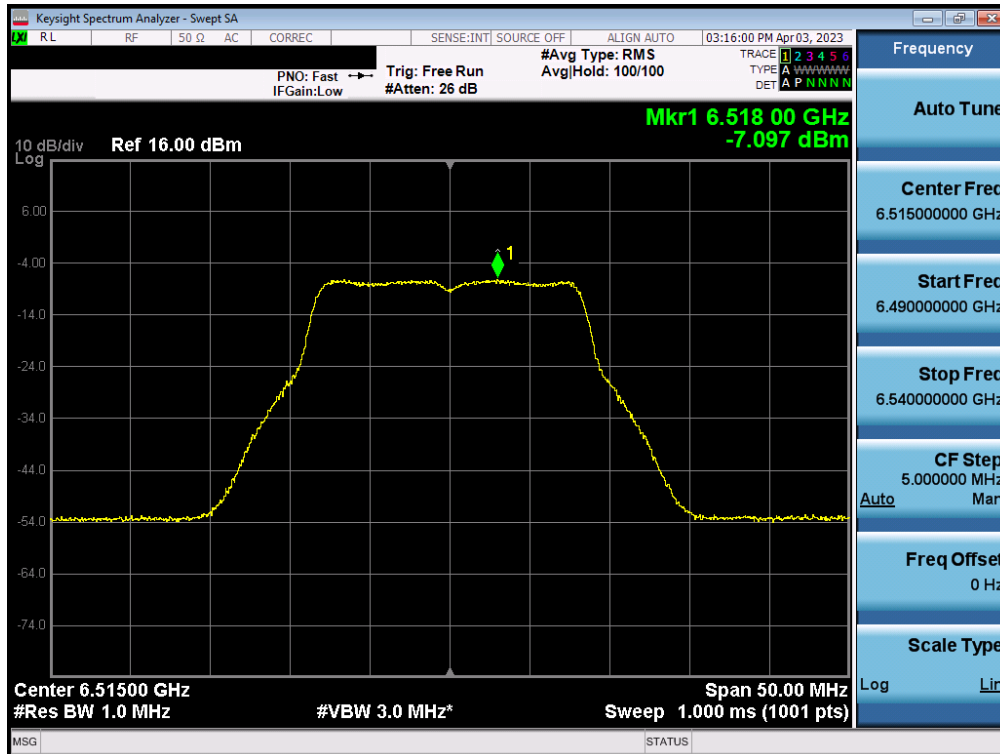 Keysight Spectrum Analyzer - Swept SA
LXI RL RF 50 Ω AC CORREC SENSE:INT SOURCE OFF ALIGN AUTO 03:16:00 PM Apr 03, 2023
PNO: Fast
IFGain:Low
Trig: Free Run
#Atten: 26 dB
#Avg Type: RMS
Avg|Hold: 100/100
TRACE 1 2 3 4 5 6
TYPE A WWWWW
DET A P N N N N
Mkr1 6.518 00 GHz
-7.097 dBm
10 dB/div Ref 16.00 dBm
Log
6.00
1
-4.00
-14.0
-24.0
-34.0
-44.0
-54.0
-64.0
-74.0
Center 6.51500 GHz Span 50.00 MHz
#Res BW 1.0 MHz #VBW 3.0 MHz* Sweep 1.000 ms (1001 pts)
MSG STATUS
Frequency
Auto Tune
Center Freq
6.515000000 GHz
Start Freq
6.490000000 GHz
Stop Freq
6.540000000 GHz
CF Step
5.000000 MHz
Auto Man
Freq Offset
0 Hz
Scale Type
Log Lin